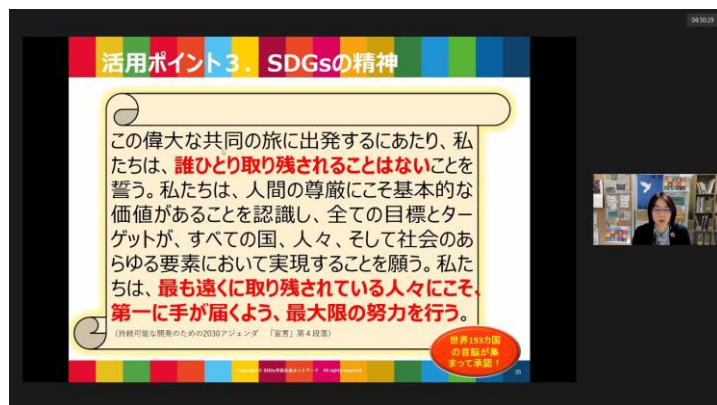 04:50:29
活用ポイント３．SDGsの精神
この偉大な共同の旅に出発するにあたり、私
たちは、誰ひとり取り残されることはないことを
誓う。私たちは、人間の尊厳にこそ基本的な
価値があることを認識し、全ての目標とター
ゲットが、すべての国、人々、そして社会のあ
らゆる要素において実現することを願う。私た
ちは、最も遠くに取り残されている人々にこそ、
第一に手が届くよう、最大限の努力を行う。
（持続可能な開発のための2030アジェンダ　「宣言」第４段落）
世界193カ国
の首脳が集
まって承認！